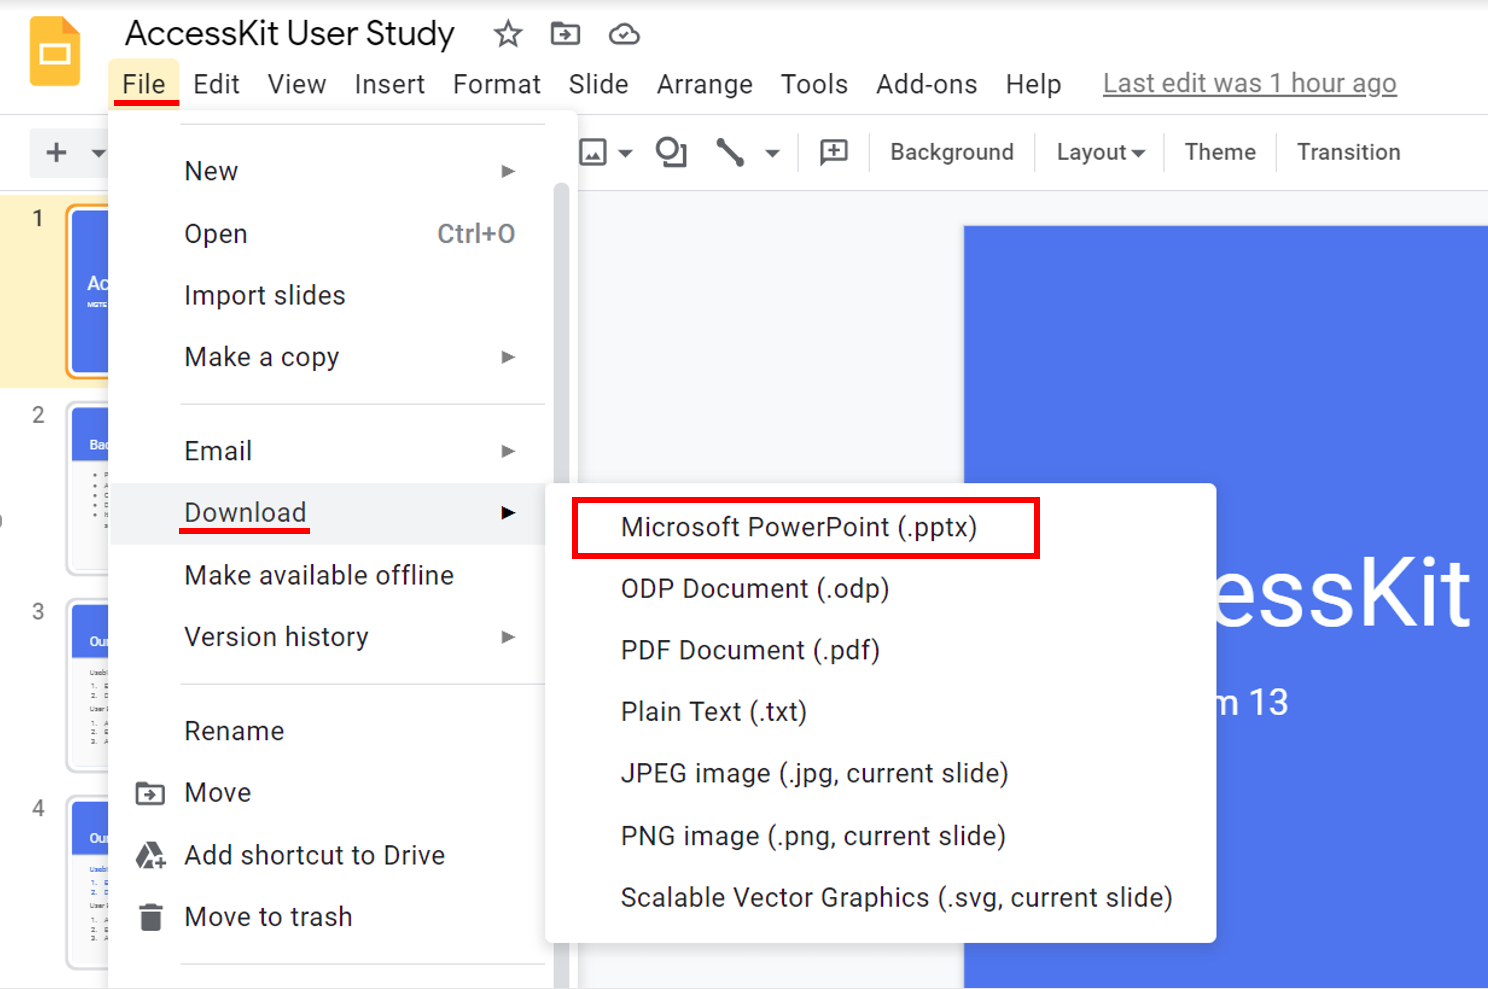 AccessKit User Study
File Edit View Insert Format Slide Arrange Tools Add-ons Help Last edit was 1 hour ago
Background Layout Theme Transition
New
Open Ctrl+O
Import slides
Make a copy
Email
Download
Make available offline
Version history
Rename
Move
Add shortcut to Drive
Move to trash
Microsoft PowerPoint (.pptx)
ODP Document (.odp)
PDF Document (.pdf)
Plain Text (.txt)
JPEG image (.jpg, current slide)
PNG image (.png, current slide)
Scalable Vector Graphics (.svg, current slide)
1
Ac
2
Bac
3
Our
4
Our
essKit
m 13